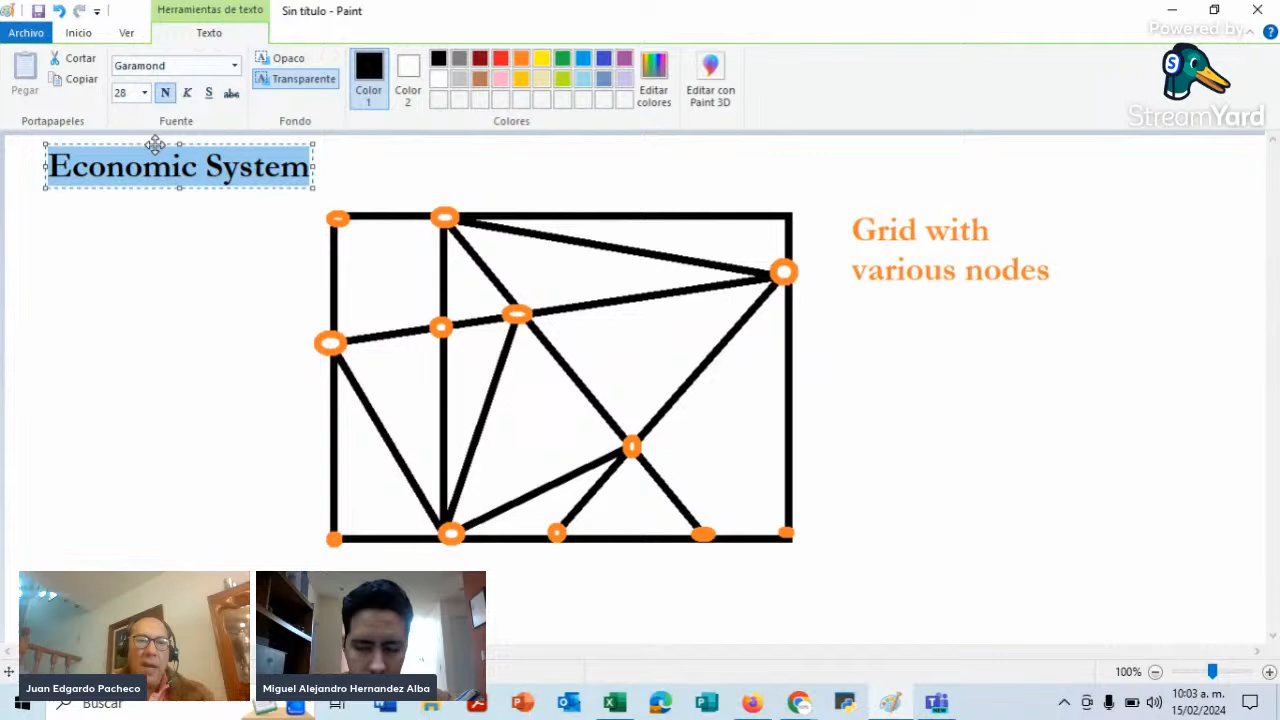 Herramientas de texto
Sin título - Paint
Archivo
Inicio
Ver
Texto
Powered by
StreamYard
Pegar
Cortar
Copiar
Portapapeles
Garamond
28
N K S abc
Fuente
Opaco
Transparente
Fondo
Color
1
Color
2
Editar
colores
Editar con
Paint 3D
Colores
Economic System
Grid with
various nodes
Juan Edgardo Pacheco
Miguel Alejandro Hernandez Alba
100%
Buscar
NEW
10:03 a. m.
15/02/2024